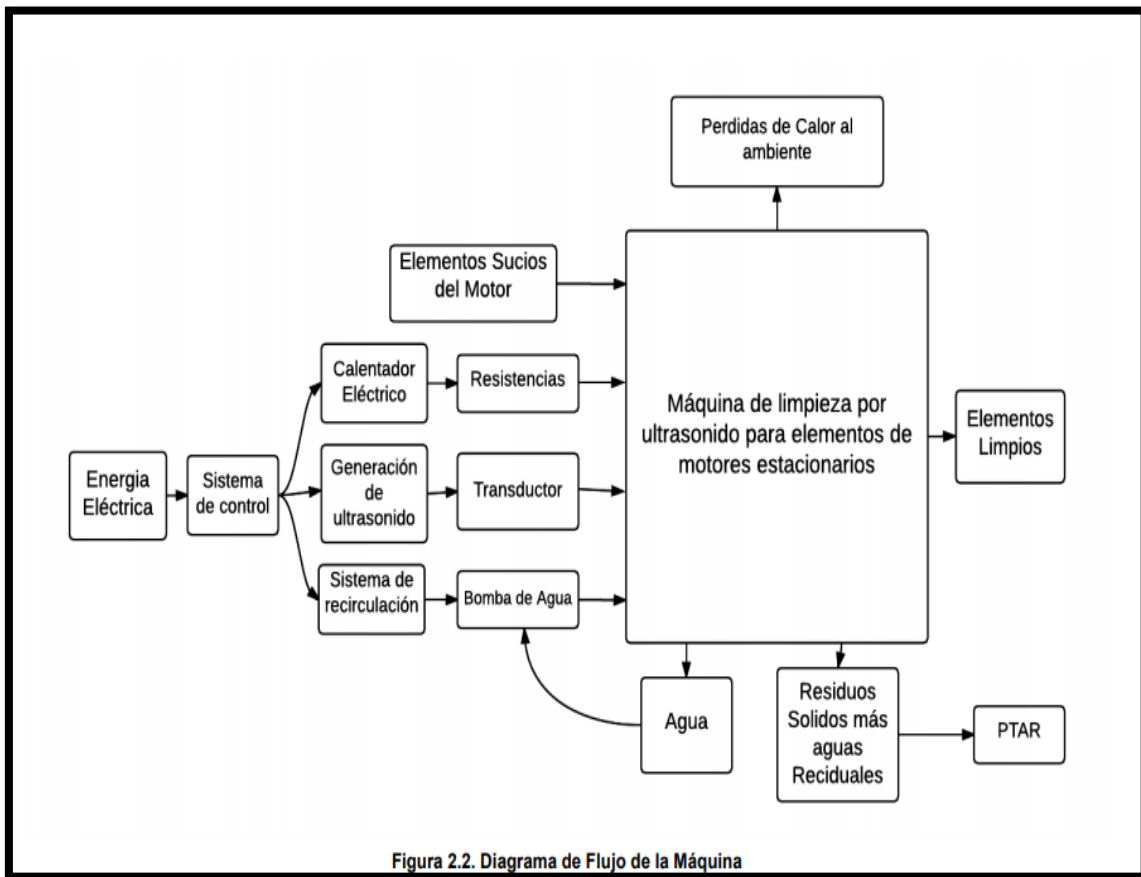 Perdidas de Calor al
ambiente
Elementos Sucios
del Motor
Calentador
Eléctrico
Resistencias
Máquina de limpieza por
ultrasonido para elementos de
motores estacionarios
Elementos
Limpios
Energia
Eléctrica
Sistema
de control
Generación
de
ultrasonido
Transductor
Sistema de
recirculación
Bomba de Agua
Agua
Residuos
Solidos más
aguas
Reciduales
PTAR
Figura 2.2. Diagrama de Flujo de la Máquina